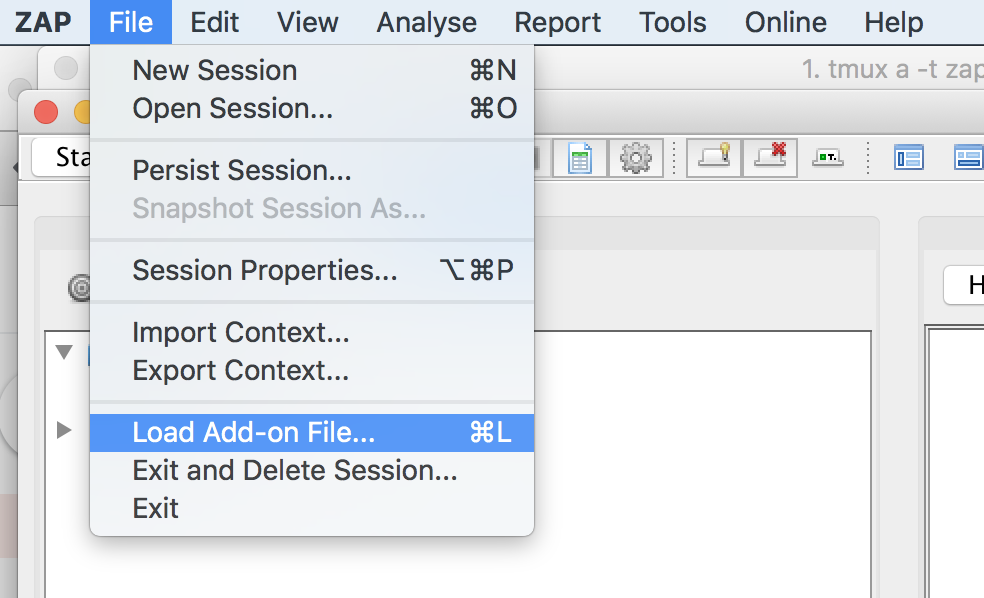 ZAP File Edit View Analyse Report Tools Online Help
1. tmux a -t zap
New Session ⌘N
Open Session... ⌘O
Sta
Persist Session...
Snapshot Session As...
Session Properties... ⌥⌘P
H
Import Context...
Export Context...
Load Add-on File... ⌘L
Exit and Delete Session...
Exit